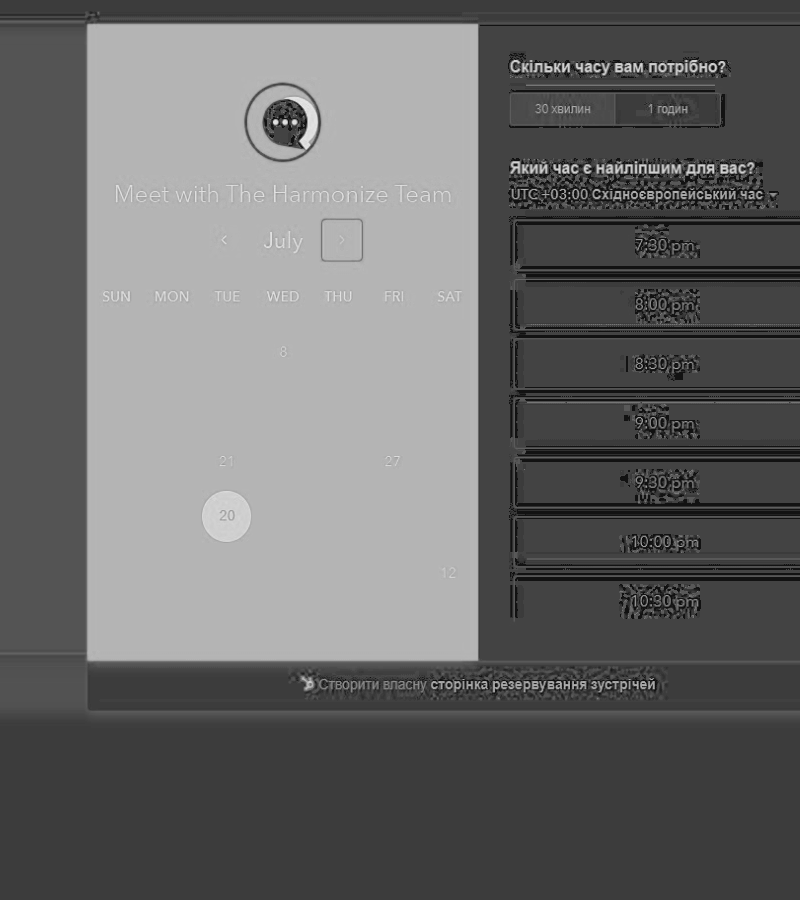 Meet with The Harmonize Team
July
SUN MON TUE WED THU FRI SAT
8
21 27
20
12
Скільки часу вам потрібно?
30 хвилин 1 годин
Який час є найліпшим для вас?
UTC +03:00 Східноєвропейський час
7:30 pm
8:00 pm
8:30 pm
9:00 pm
9:30 pm
10:00 pm
10:30 pm
Створити власну сторінка резервування зустрічей